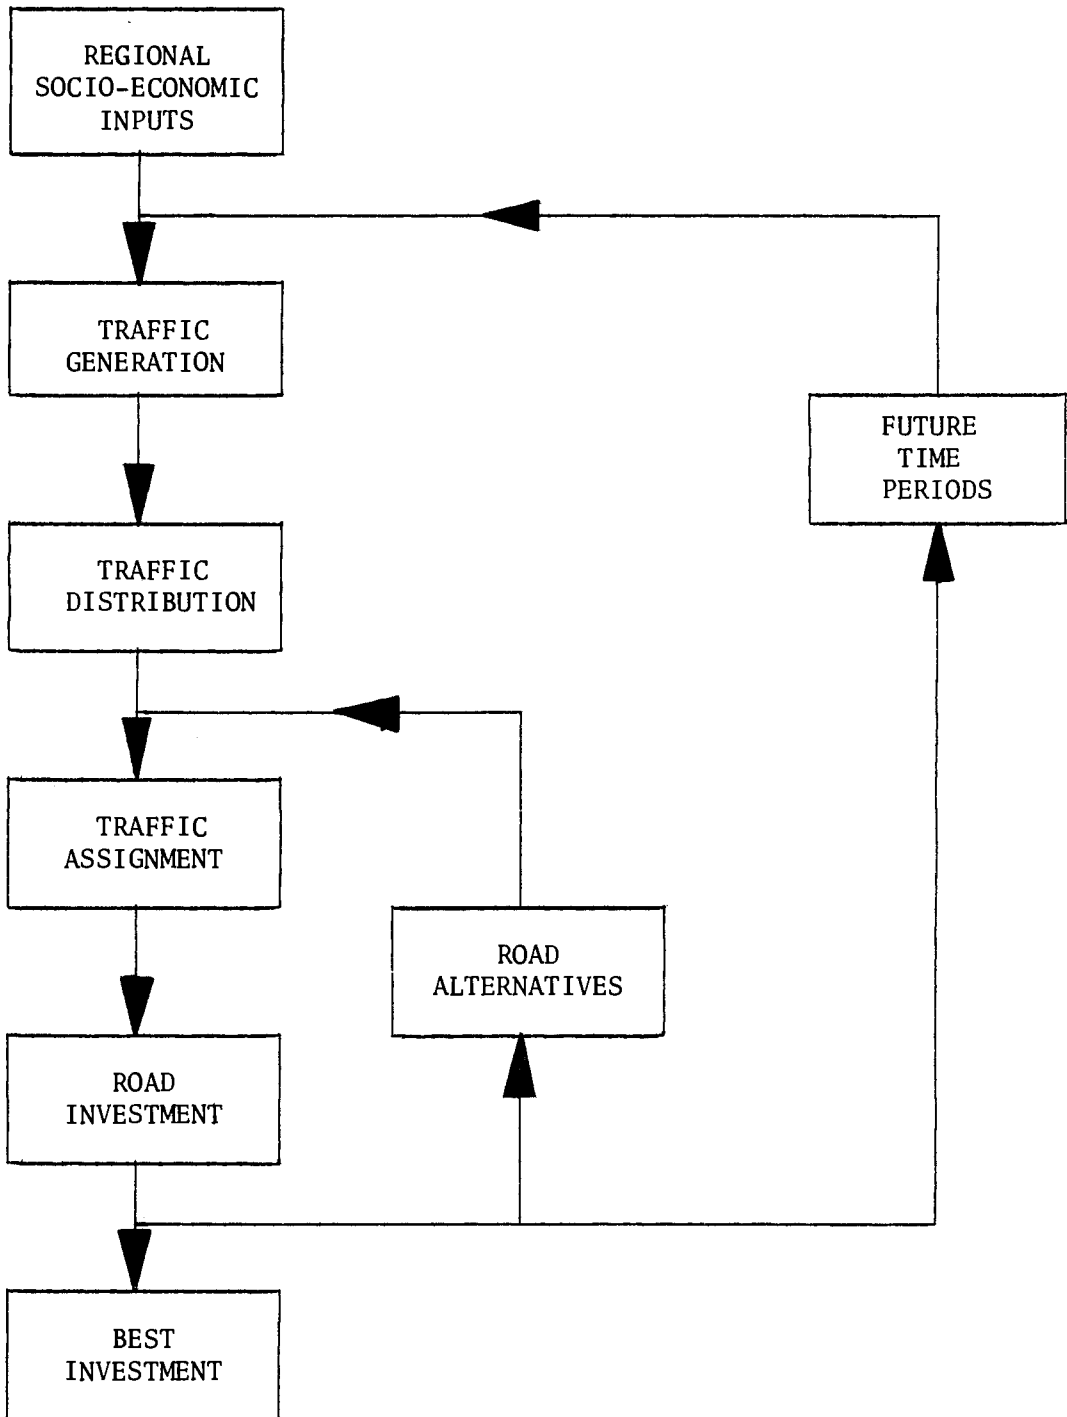 REGIONAL
SOCIO-ECONOMIC
INPUTS
TRAFFIC
GENERATION
FUTURE
TIME
PERIODS
TRAFFIC
DISTRIBUTION
TRAFFIC
ASSIGNMENT
ROAD
ALTERNATIVES
ROAD
INVESTMENT
BEST
INVESTMENT